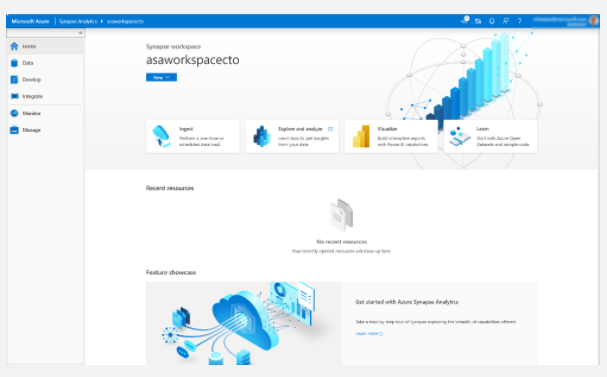 Microsoft Azure | Synapse Analytics ▸ asaworkspacecto
?
«
Home
Data
Develop
Integrate
Monitor
Manage
Synapse workspace
asaworkspacecto
New
Ingest
Perform a one-time or
scheduled data load.
Explore and analyze
Learn how to get insights
from your data.
Visualize
Build interactive reports
with Power BI capabilities.
Learn
Start with Azure Open
Datasets and sample code.
Recent resources
No recent resources
Your recently opened resources will show up here.
Feature showcase
Get started with Azure Synapse Analytics
Take a step-by-step tour of Synapse exploring the breadth of capabilities offered.
Learn more